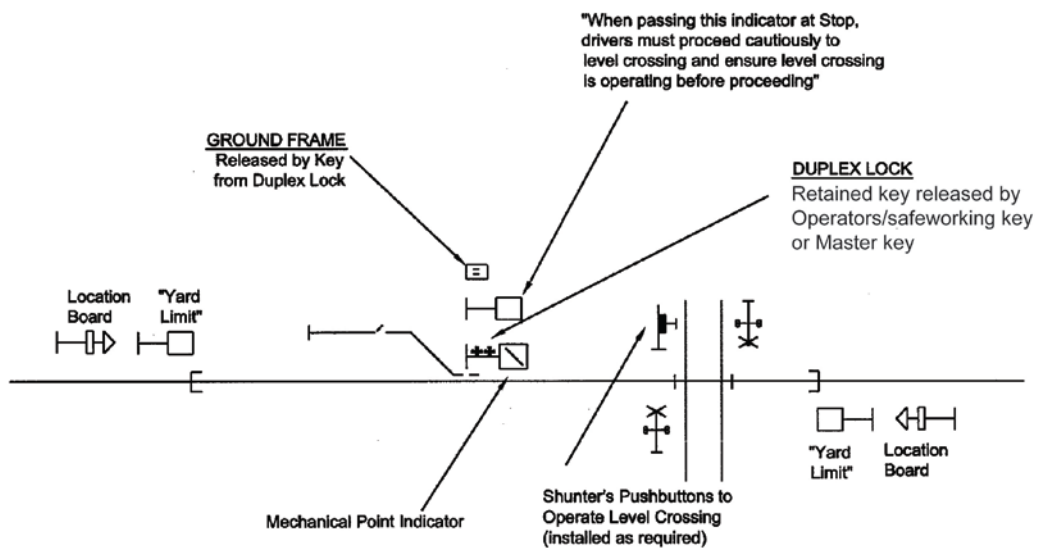 "When passing this indicator at Stop,
drivers must proceed cautiously to
level crossing and ensure level crossing
is operating before proceeding"
GROUND FRAME
Released by Key
from Duplex Lock
DUPLEX LOCK
Retained key released by
Operators/safeworking key
or Master key
Location
Board
"Yard
Limit"
"Yard
Limit"
Location
Board
Mechanical Point Indicator
Shunter's Pushbuttons to
Operate Level Crossing
(installed as required)